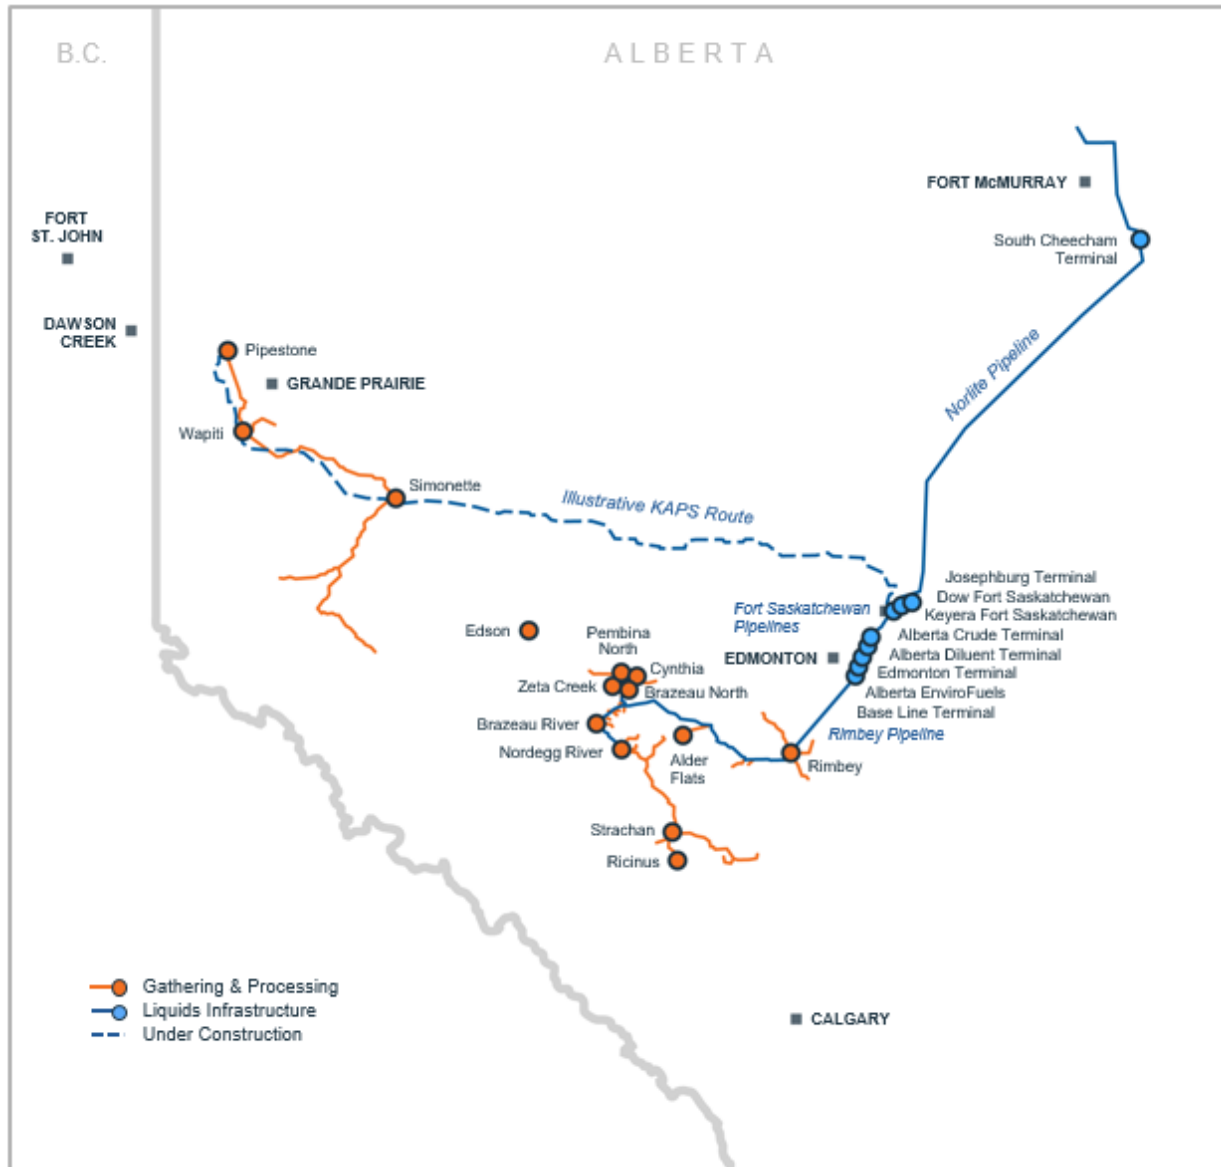 B.C.
ALBERTA
FORT McMURRAY
FORT
ST. JOHN
South Cheecham
Terminal
DAWSON
CREEK
Pipestone
Norlite Pipeline
GRANDE PRAIRIE
Wapiti
Simonette
Illustrative KAPS Route
Josephburg Terminal
Dow Fort Saskatchewan
Keyera Fort Saskatchewan
Fort Saskatchewan
Pipelines
Alberta Crude Terminal
Alberta Diluent Terminal
Edmonton Terminal
Alberta EnviroFuels
Base Line Terminal
EDMONTON
Edson
Pembina
North
Cynthia
Zeta Creek
Brazeau North
Brazeau River
Rimbey Pipeline
Nordegg River
Alder
Flats
Rimbey
Strachan
Ricinus
Gathering & Processing
Liquids Infrastructure
Under Construction
CALGARY